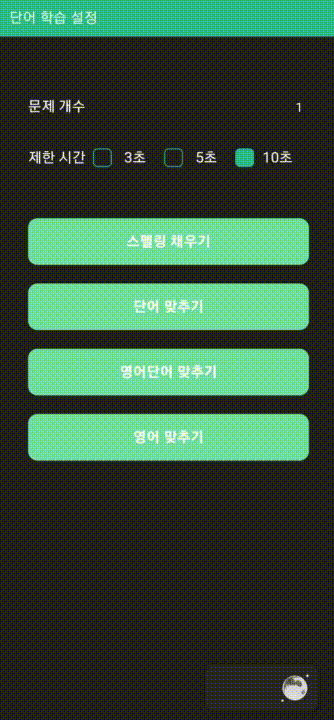 단어 학습 설정
문제 개수 1
제한 시간 3초 5초 10초
스펠링 채우기
단어 맞추기
영어단어 맞추기
영어 맞추기